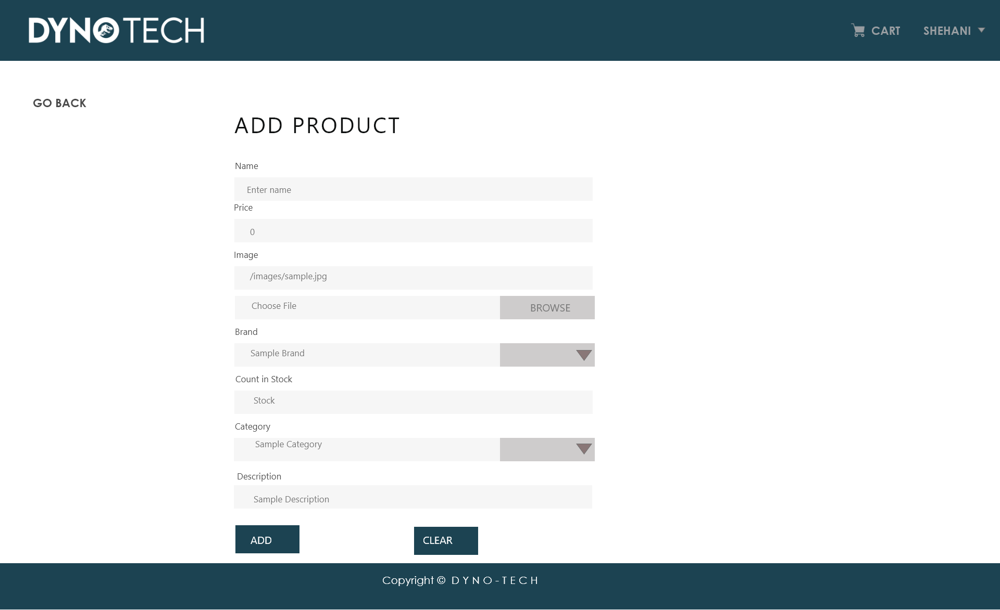 DYNOTECH
CART SHEHANI
GO BACK
ADD PRODUCT
Name
Enter name
Price
0
Image
/images/sample.jpg
Choose File BROWSE
Brand
Sample Brand
Count in Stock
Stock
Category
Sample Category
Description
Sample Description
ADD CLEAR
Copyright © DYNO-TECH